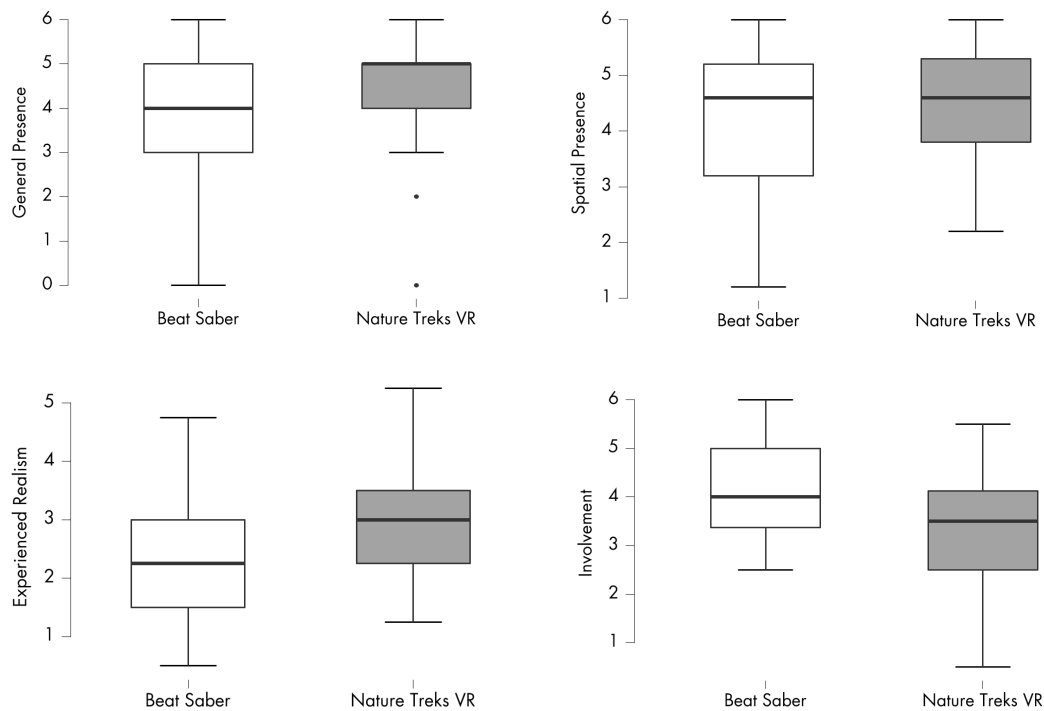 General Presence
6
5
4
3
2
1
0
Beat Saber
Nature Treks VR
Spatial Presence
6
5
4
3
2
1
Beat Saber
Nature Treks VR
Experienced Realism
5
4
3
2
1
Beat Saber
Nature Treks VR
Involvement
6
5
4
3
2
1
Beat Saber
Nature Treks VR